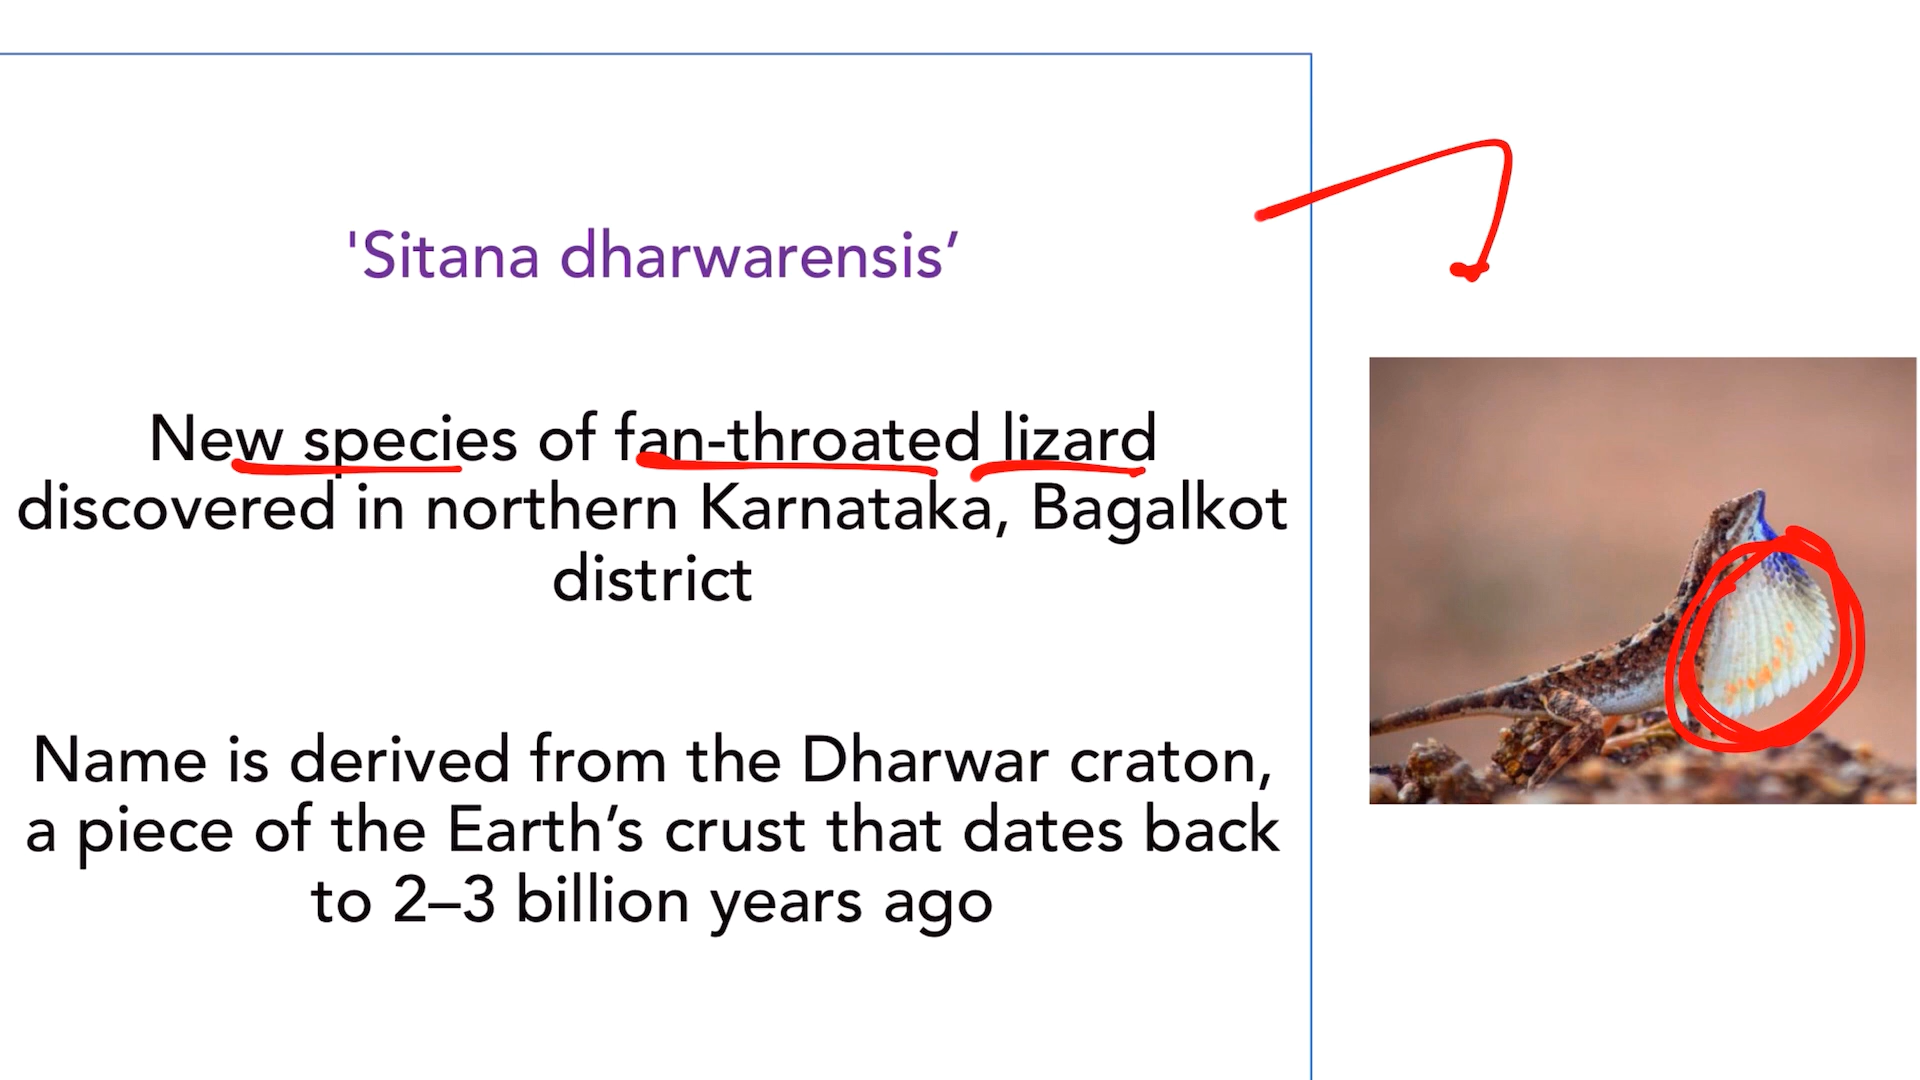 'Sitana dharwarensis’
New species of fan-throated lizard
discovered in northern Karnataka, Bagalkot
district
Name is derived from the Dharwar craton,
a piece of the Earth’s crust that dates back
to 2–3 billion years ago